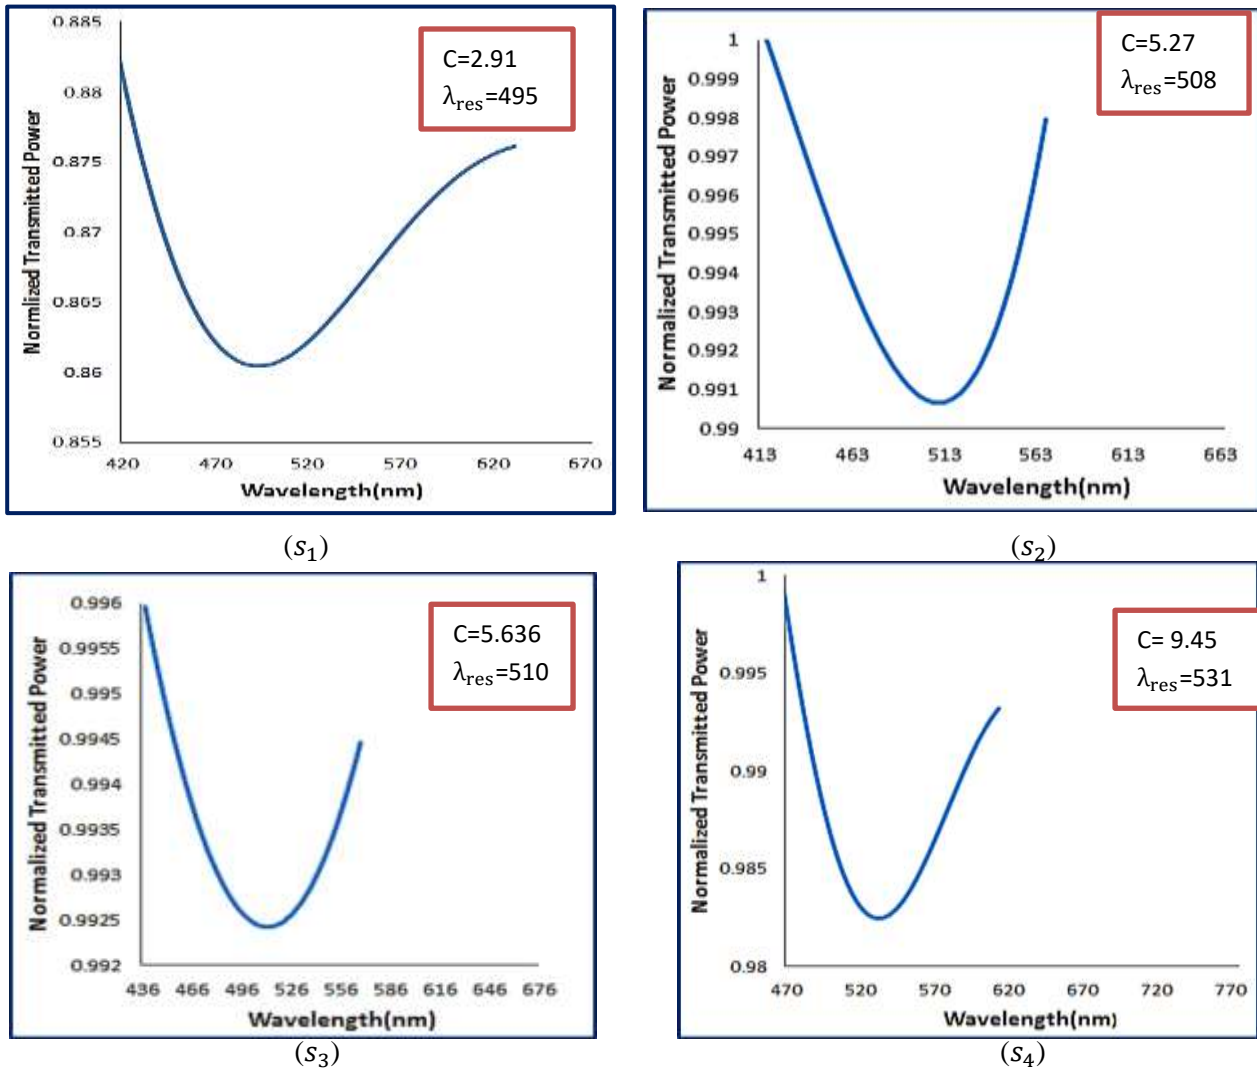 0.885
0.88
0.875
0.87
0.865
0.86
0.855
420 470 520 570 620 670
Wavelength(nm)
Normlized Transmitted Power
C=2.91
λres=495
(s1)
1
0.999
0.998
0.997
0.996
0.995
0.994
0.993
0.992
0.991
0.99
413 463 513 563 613 663
Wavelength(nm)
Normalized Transmitted Power
C=5.27
λres=508
(s2)
0.996
0.9955
0.995
0.9945
0.994
0.9935
0.993
0.9925
0.992
436 466 496 526 556 586 616 646 676
Wavelength(nm)
Normalized Transmitted Power
C=5.636
λres=510
(s3)
1
0.995
0.99
0.985
0.98
470 520 570 620 670 720 770
Wavelength(nm)
Normalized Transmitted Power
C= 9.45
λres=531
(s4)